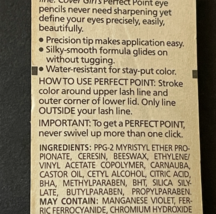 liner. Cover Girl's Perfect Point eye
pencils never need sharpening yet
define your eyes precisely, easily,
beautifully.
• Precision tip makes application easy.
• Silky-smooth formula glides on
without tugging.
• Water-resistant for stay-put color.
HOW TO USE PERFECT POINT: Stroke
color around upper lash line and
outer corner of lower lid. Only line
OUTSIDE your lash line.
IMPORTANT: To get a PERFECT POINT,
never swivel up more than one click.
INGREDIENTS: PPG-2 MYRISTYL ETHER PRO-
PIONATE, CERESIN, BEESWAX, ETHYLENE/
VINYL ACETATE COPOLYMER, CARNAUBA,
CASTOR OIL, CETYL ALCOHOL, CITRIC ACID,
BHA, METHYLPARABEN, BHT, SILICA SILY-
LATE, BUTYLPARABEN, PROPYLPARABEN.
MAY CONTAIN: MANGANESE VIOLET, FER-
RIC FERROCYANIDE, CHROMIUM HYDROXIDE